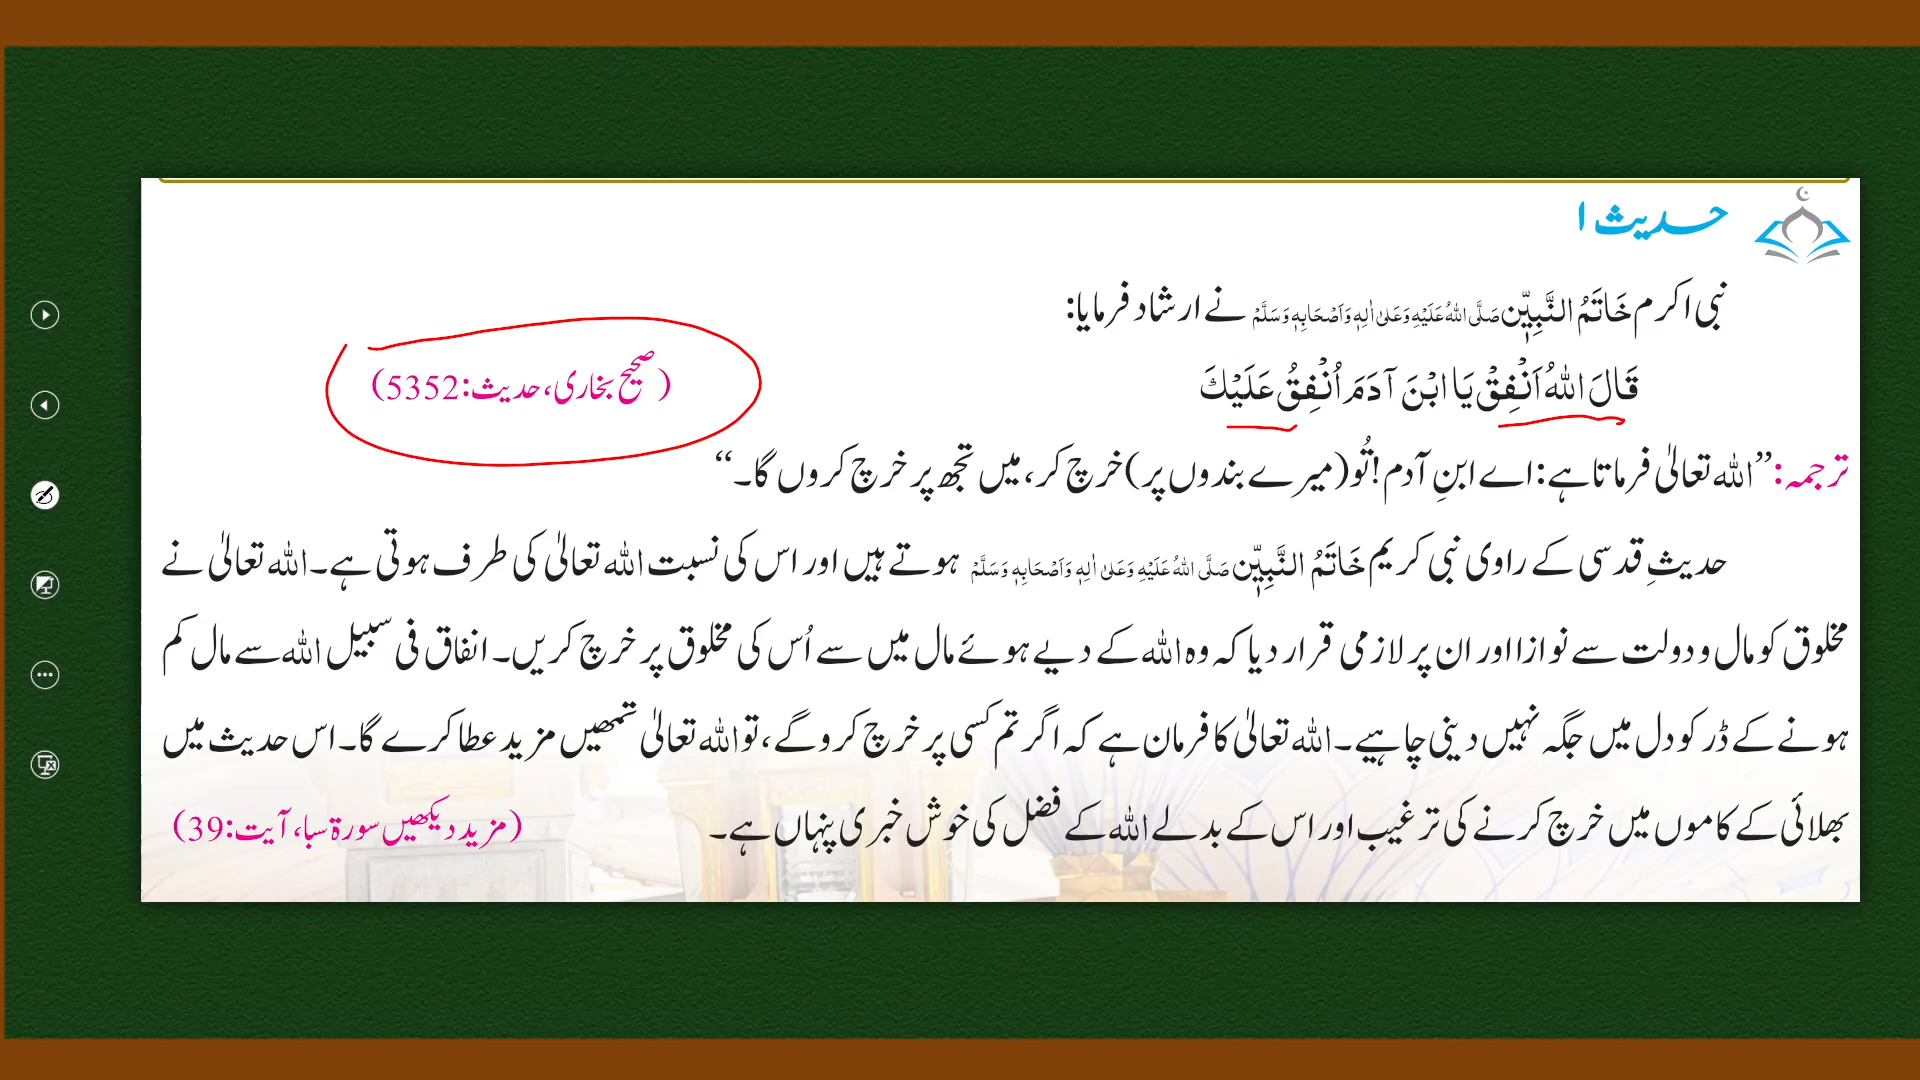 حدیث ۱
نبی اکرم خَاتَمُ النَّبِیّٖن صَلَّی اللہُ عَلَیْہِ وَعَلٰی اٰلِہٖ وَاَصْحَابِہٖ وَسَلَّمَ نے ارشاد فرمایا:
قَالَ اللہُ اَنْفِقْ یَا ابْنَ آدَمَ اُنْفِقُ عَلَیْكَ (صحیح بخاری، حدیث: 5352)
ترجمہ: ”اللہ تعالیٰ فرماتا ہے: اے ابنِ آدم! تُو (میرے بندوں پر) خرچ کر، میں تجھ پر خرچ کروں گا۔“
حدیثِ قدسی کے راوی نبی کریم خَاتَمُ النَّبِیّٖن صَلَّی اللہُ عَلَیْہِ وَعَلٰی اٰلِہٖ وَاَصْحَابِہٖ وَسَلَّمَ ہوتے ہیں اور اس کی نسبت اللہ تعالیٰ کی طرف ہوتی ہے۔ اللہ تعالیٰ نے
مخلوق کو مال و دولت سے نوازا اور ان پر لازمی قرار دیا کہ وہ اللہ کے دیے ہوئے مال میں سے اُس کی مخلوق پر خرچ کریں۔ انفاق فی سبیل اللہ سے مال کم
ہونے کے ڈر کو دل میں جگہ نہیں دینی چاہیے۔ اللہ تعالیٰ کا فرمان ہے کہ اگر تم کسی پر خرچ کرو گے، تو اللہ تعالیٰ تمھیں مزید عطا کرے گا۔ اس حدیث میں
بھلائی کے کاموں میں خرچ کرنے کی ترغیب اور اس کے بدلے اللہ کے فضل کی خوش خبری پنہاں ہے۔ (مزید دیکھیں سورۃ سبا، آیت: 39)